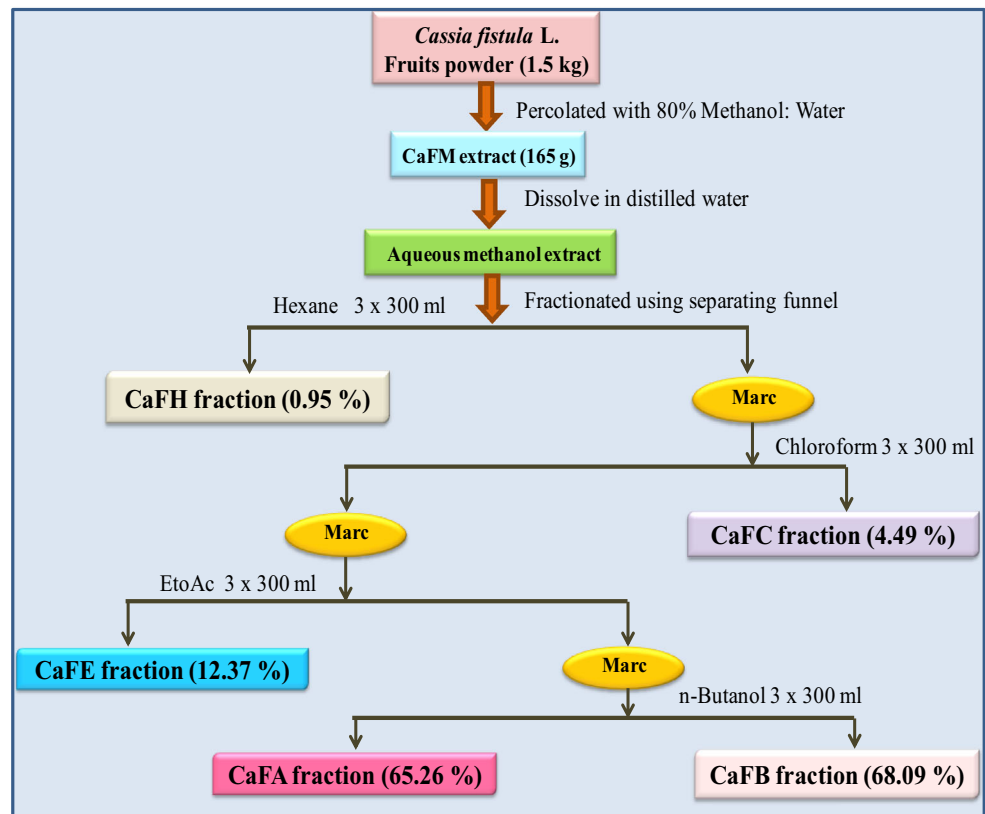 Cassia fistula L.
Fruits powder (1.5 kg)
Percolated with 80% Methanol: Water
CaFM extract (165 g)
Dissolve in distilled water
Aqueous methanol extract
Hexane 3 x 300 ml
Fractionated using separating funnel
CaFH fraction (0.95 %)
Marc
Chloroform 3 x 300 ml
Marc
CaFC fraction (4.49 %)
EtoAc 3 x 300 ml
CaFE fraction (12.37 %)
Marc
n-Butanol 3 x 300 ml
CaFA fraction (65.26 %)
CaFB fraction (68.09 %)